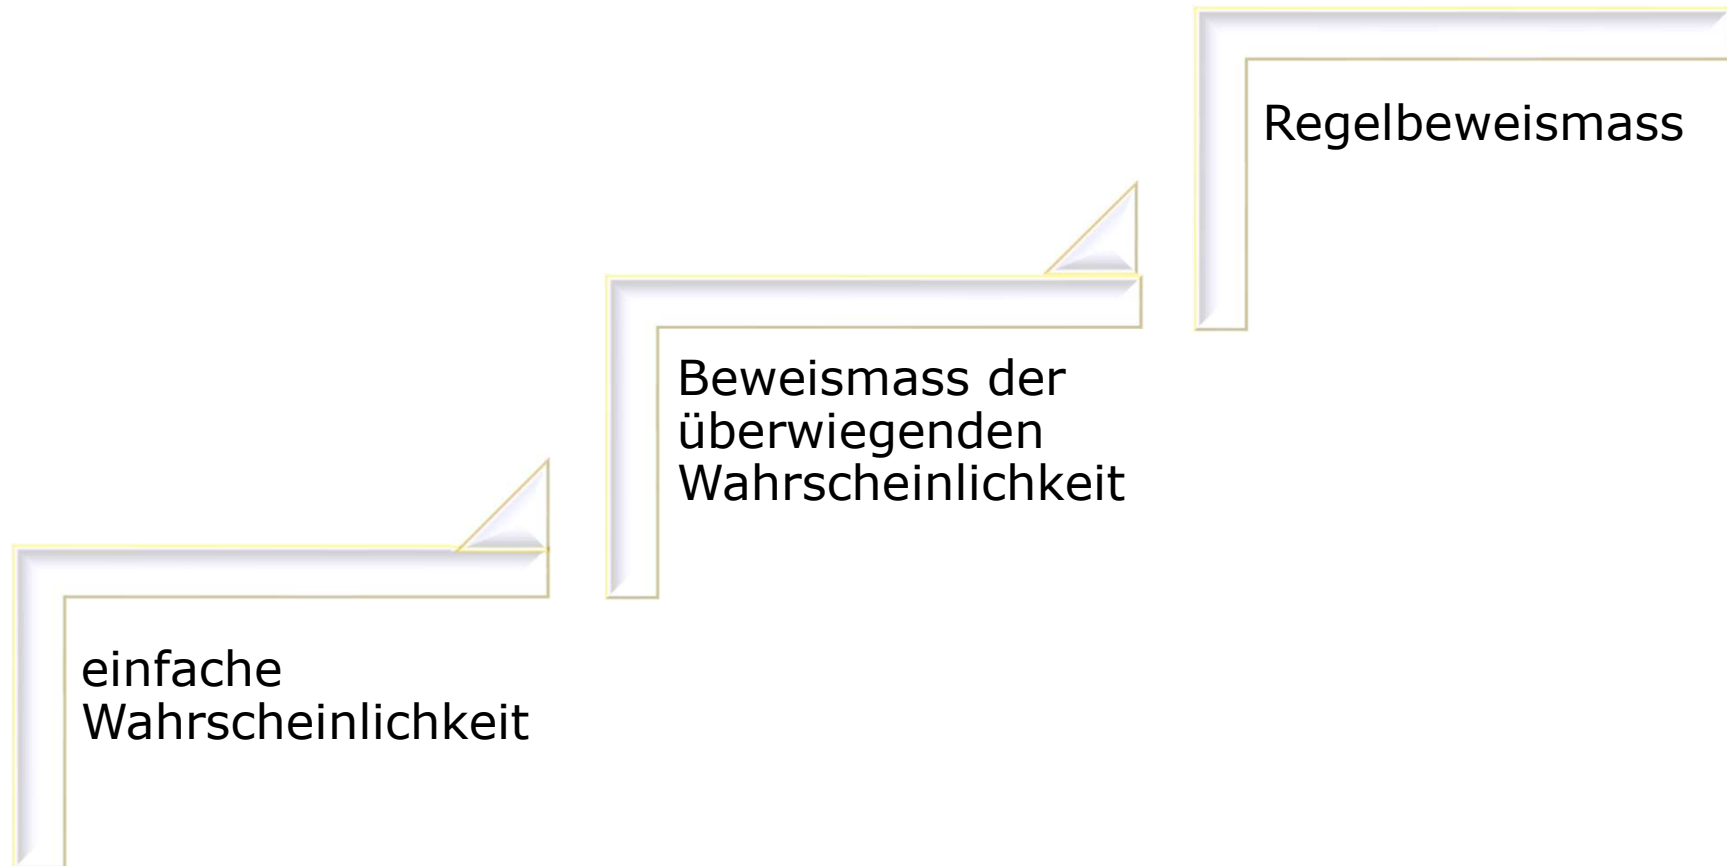 Regelbeweismass
Beweismass der
überwiegenden
Wahrscheinlichkeit
einfache
Wahrscheinlichkeit